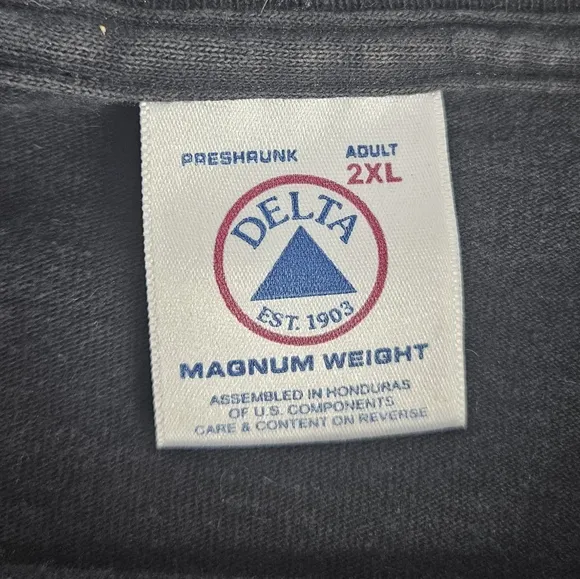 PRESHRUNK
ADULT
2XL
DELTA
EST. 1903
MAGNUM WEIGHT
ASSEMBLED IN HONDURAS
OF U.S. COMPONENTS
CARE & CONTENT ON REVERSE